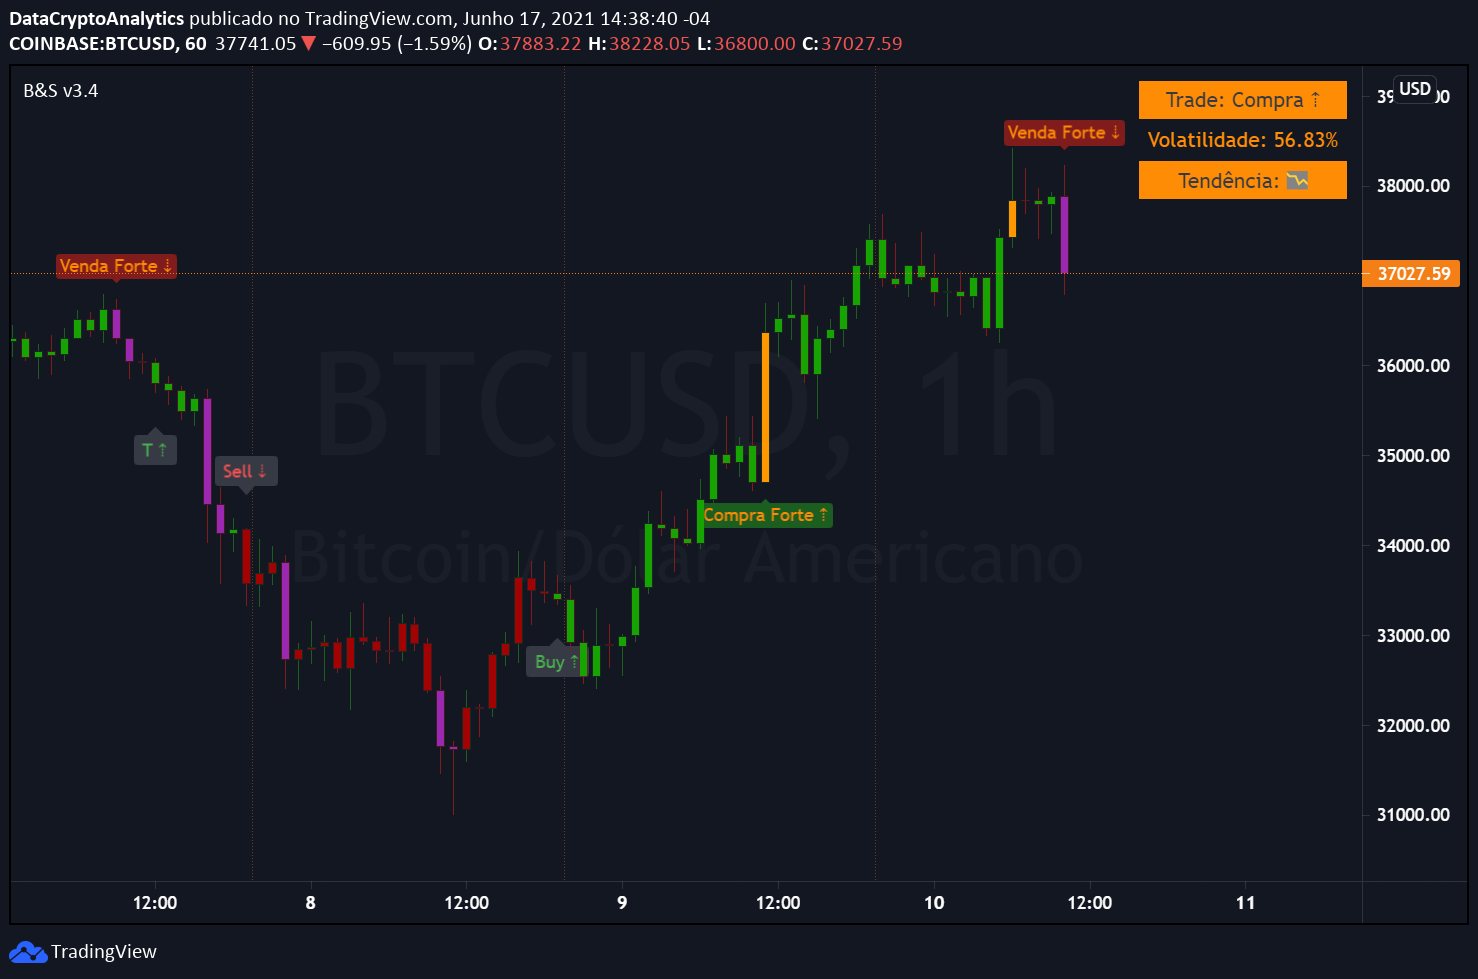 DataCryptoAnalytics publicado no TradingView.com, Junho 17, 2021 14:38:40 -04
COINBASE:BTCUSD, 60 37741.05 ▼ −609.95 (−1.59%) O:37883.22 H:38228.05 L:36800.00 C:37027.59
B&S v3.4
Trade: Compra ⇡
Volatilidade: 56.83%
Tendência: 📉
USD
Venda Forte ⇣
38000.00
Venda Forte ⇣
37027.59
36000.00
BTCUSD, 1h
T ⇡
35000.00
Sell ⇣
Compra Forte ⇡
34000.00
Bitcoin/Dólar Americano
33000.00
Buy ⇡
32000.00
31000.00
12:00 8 12:00 9 12:00 10 12:00 11
TradingView